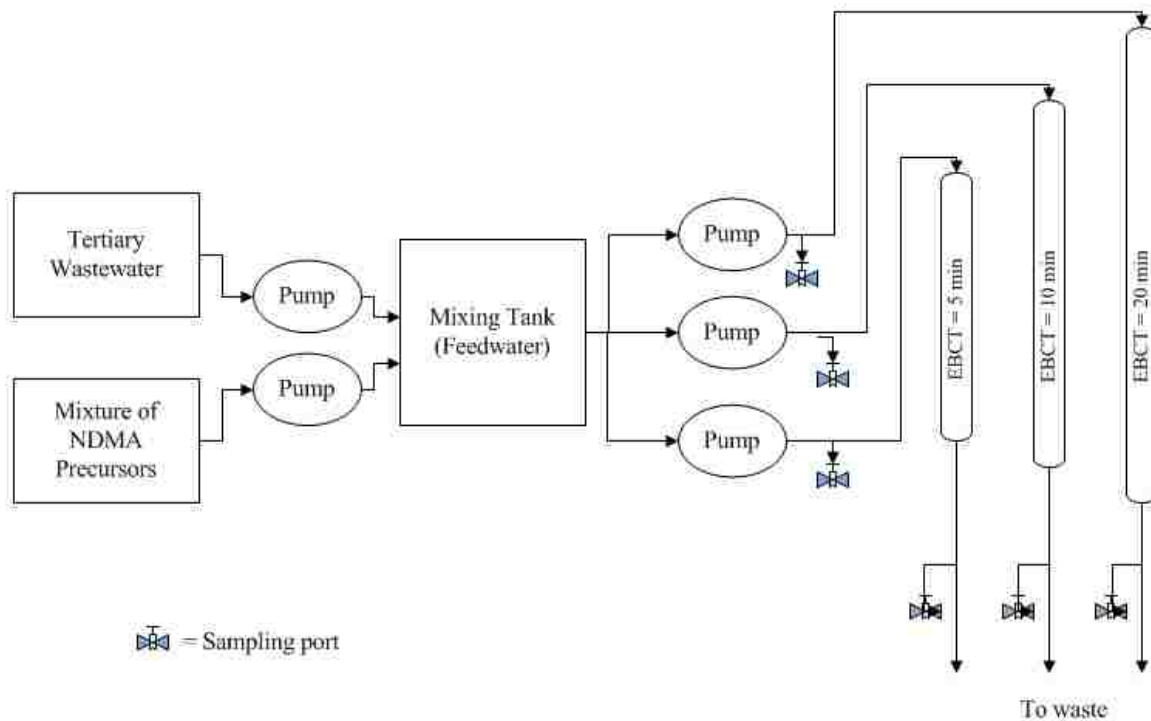 Tertiary
Wastewater
Pump
Mixture of
NDMA
Precursors
Pump
Mixing Tank
(Feedwater)
Pump
Pump
Pump
EBCT = 5 min
EBCT = 10 min
EBCT = 20 min
= Sampling port
To waste